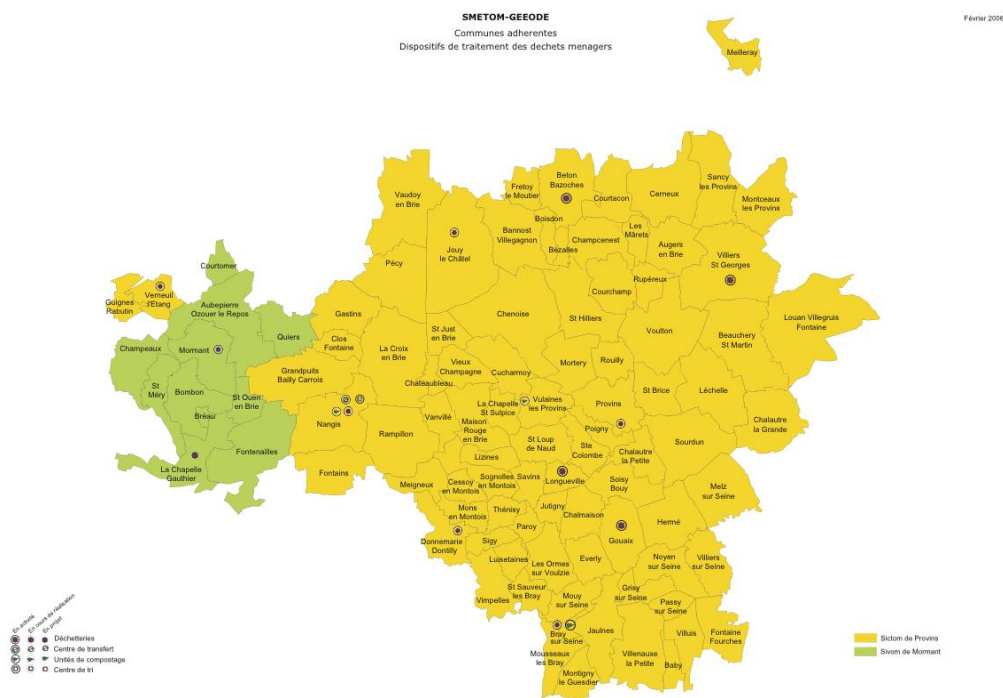 SMETOM-GEEODE
Communes adherentes
Dispositifs de traitement des dechets menagers
Février 2006
Meilleray
Beton
Bazoches
Sancy
les Provins
Vaudoy
en Brie
Fretoy
le Moutier
Courtacon
Cerneux
Montceaux
les Provins
Boisdon
Bannost
Villegagnon
Les
Mârets
Jouy
le Châtel
Champcenest
Bézalles
Augers
en Brie
Villiers
St Georges
Courtomer
Pécy
Rupéreux
Courchamp
Verneuil
l'Etang
Guignes
Rabutin
Aubepierre
Ozouer le Repos
Gastins
Chenoise
St Hilliers
Louan Villegruis
Fontaine
Quiers
Clos
Fontaine
St Just
en Brie
Voulton
Beauchery
St Martin
Champeaux
Mormant
La Croix
en Brie
Vieux
Champagne
Mortery
Rouilly
Grandpuits
Bailly Carrois
Cucharmoy
Chateaubleau
St
Méry
Bombon
St Ouen
en Brie
La Chapelle
St Sulpice
Vulaines
les Provins
Provins
St Brice
Léchelle
Bréau
Nangis
Vanvillé
Maison
Rouge
en Brie
Poigny
Chalautre
la Grande
Rampillon
St Loup
de Naud
Ste
Colombe
Chalautre
la Petite
Sourdun
Fontenailles
Lizines
La Chapelle
Gauthier
Fontains
Meigneux
Cessoy
en Montois
Sognolles
en Montois
Savins
Longueville
Soisy
Bouy
Melz
sur Seine
Mons
en Montois
Thénisy
Jutigny
Chalmaison
Hermé
Paroy
Gouaix
Donnemarie
Dontilly
Sigy
Luisetaines
Les Ormes
sur Voulzie
Everly
Noyen
sur Seine
Villiers
sur Seine
St Sauveur
les Bray
Vimpelles
Mouy
sur Seine
Grisy
sur Seine
Passy
sur Seine
Bray
sur Seine
Jaulnes
Villuis
Fontaine
Fourches
Mousseaux
les Bray
Villenauxe
la Petite
Baby
Montigny
le Guesdier
En activité
En cours de réalisation
En projet
Déchetteries
Centre de transfert
Unités de compostage
Centre de tri
Sictom de Provins
Sivom de Mormant